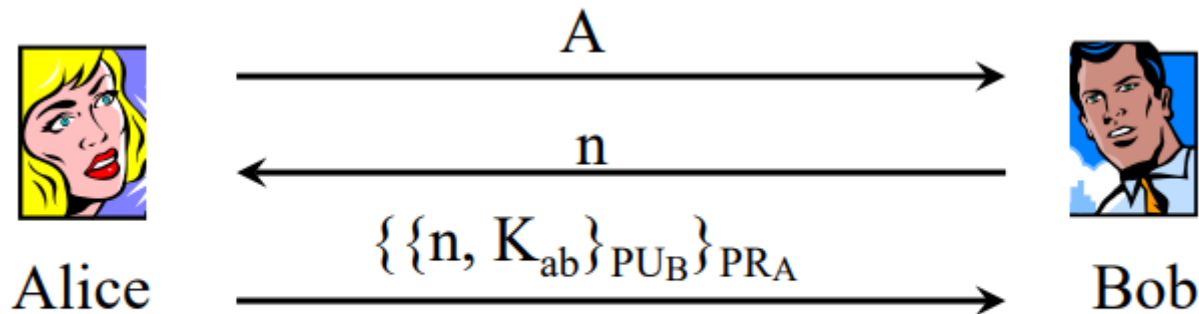 A
n
{{n, K_ab}_PU_B}_PR_A
Alice
Bob